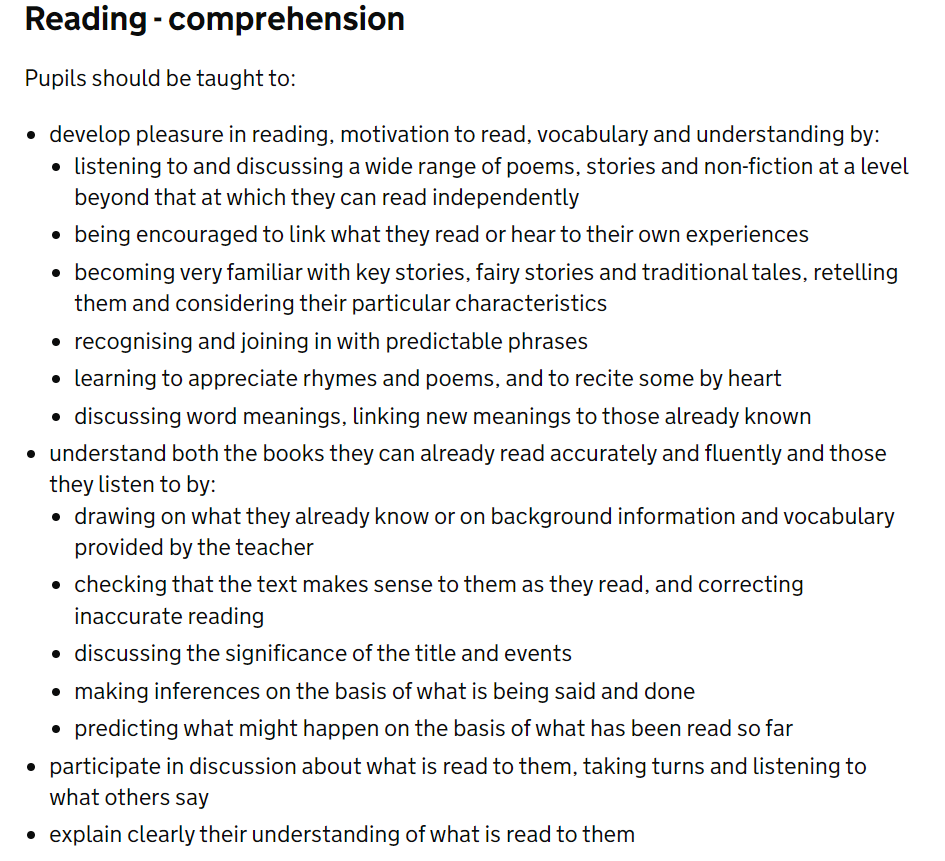 Reading - comprehension
Pupils should be taught to:
• develop pleasure in reading, motivation to read, vocabulary and understanding by:
• listening to and discussing a wide range of poems, stories and non-fiction at a level
beyond that at which they can read independently
• being encouraged to link what they read or hear to their own experiences
• becoming very familiar with key stories, fairy stories and traditional tales, retelling
them and considering their particular characteristics
• recognising and joining in with predictable phrases
• learning to appreciate rhymes and poems, and to recite some by heart
• discussing word meanings, linking new meanings to those already known
• understand both the books they can already read accurately and fluently and those
they listen to by:
• drawing on what they already know or on background information and vocabulary
provided by the teacher
• checking that the text makes sense to them as they read, and correcting
inaccurate reading
• discussing the significance of the title and events
• making inferences on the basis of what is being said and done
• predicting what might happen on the basis of what has been read so far
• participate in discussion about what is read to them, taking turns and listening to
what others say
• explain clearly their understanding of what is read to them